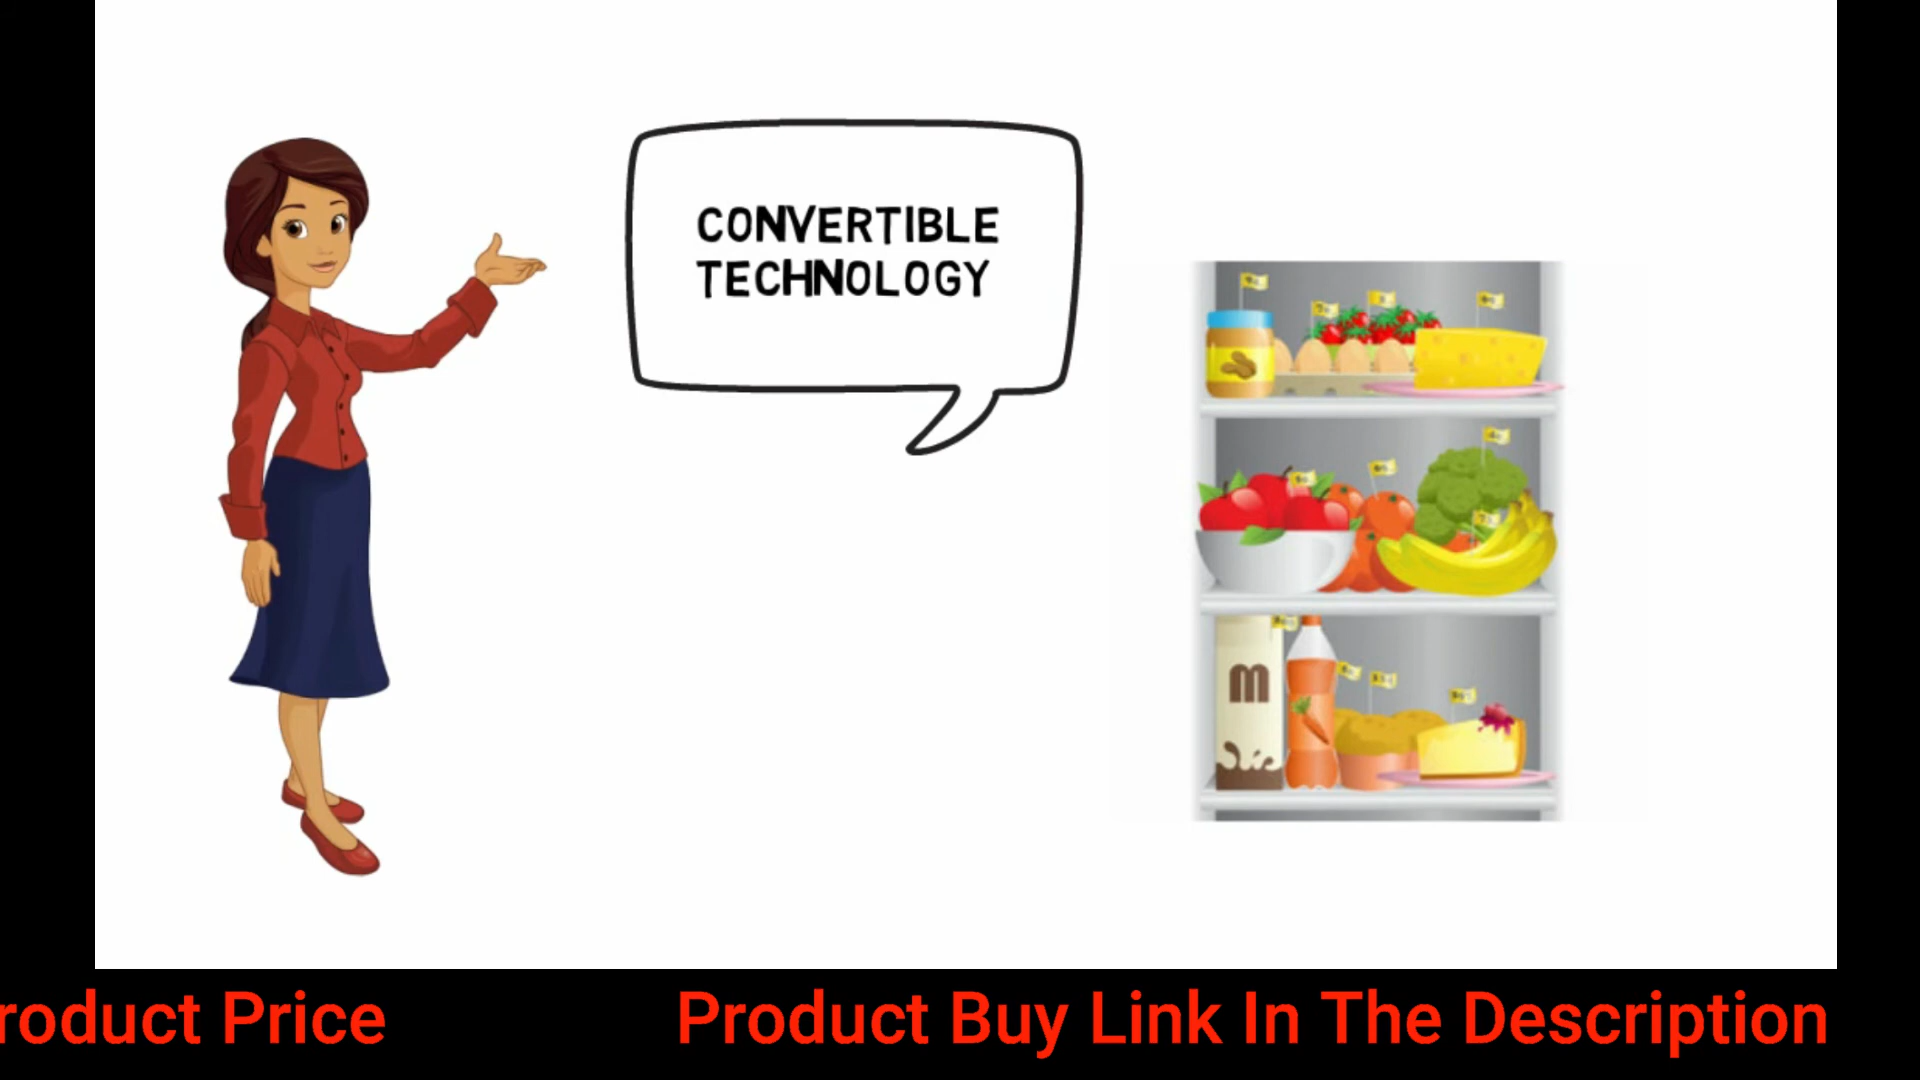 CONVERTIBLE
TECHNOLOGY
m
roduct Price
Product Buy Link In The Description